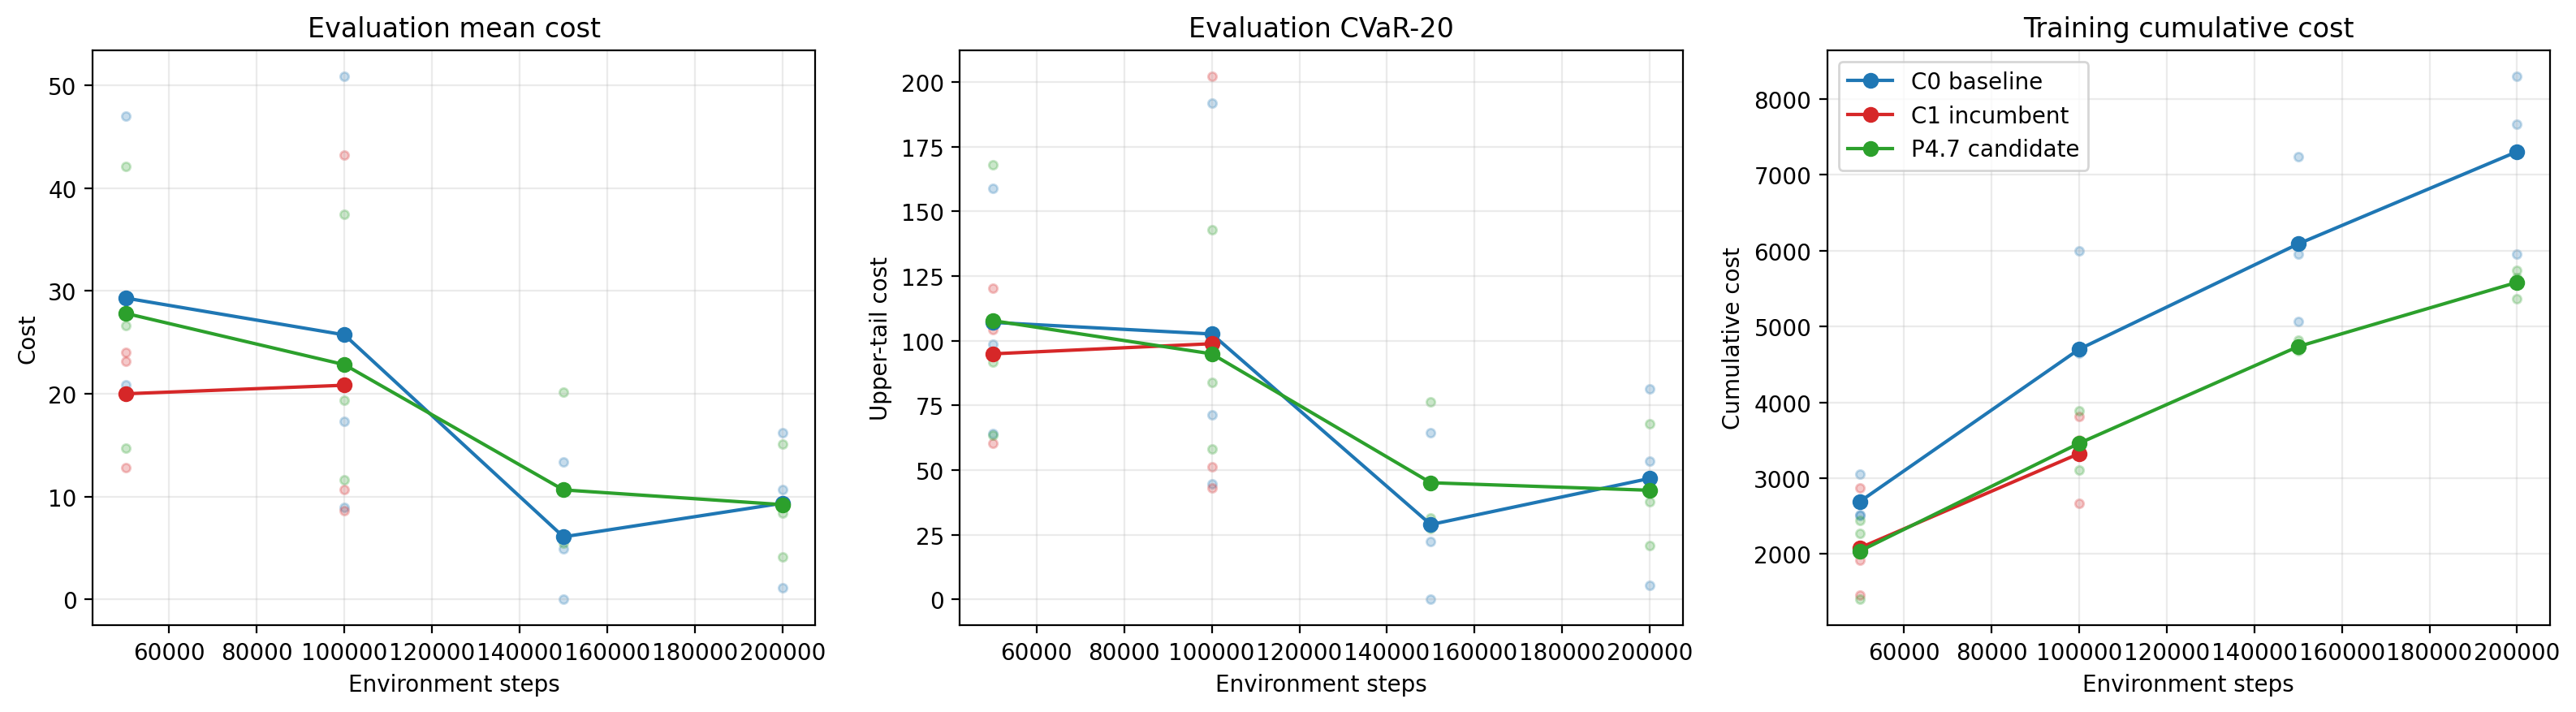 Evaluation mean cost
Cost
50
40
30
20
10
0
60000 80000 100000 120000 140000 160000 180000 200000
Environment steps
Evaluation CVaR-20
Upper-tail cost
200
175
150
125
100
75
50
25
0
60000 80000 100000 120000 140000 160000 180000 200000
Environment steps
Training cumulative cost
Cumulative cost
8000
7000
6000
5000
4000
3000
2000
C0 baseline
C1 incumbent
P4.7 candidate
60000 80000 100000 120000 140000 160000 180000 200000
Environment steps